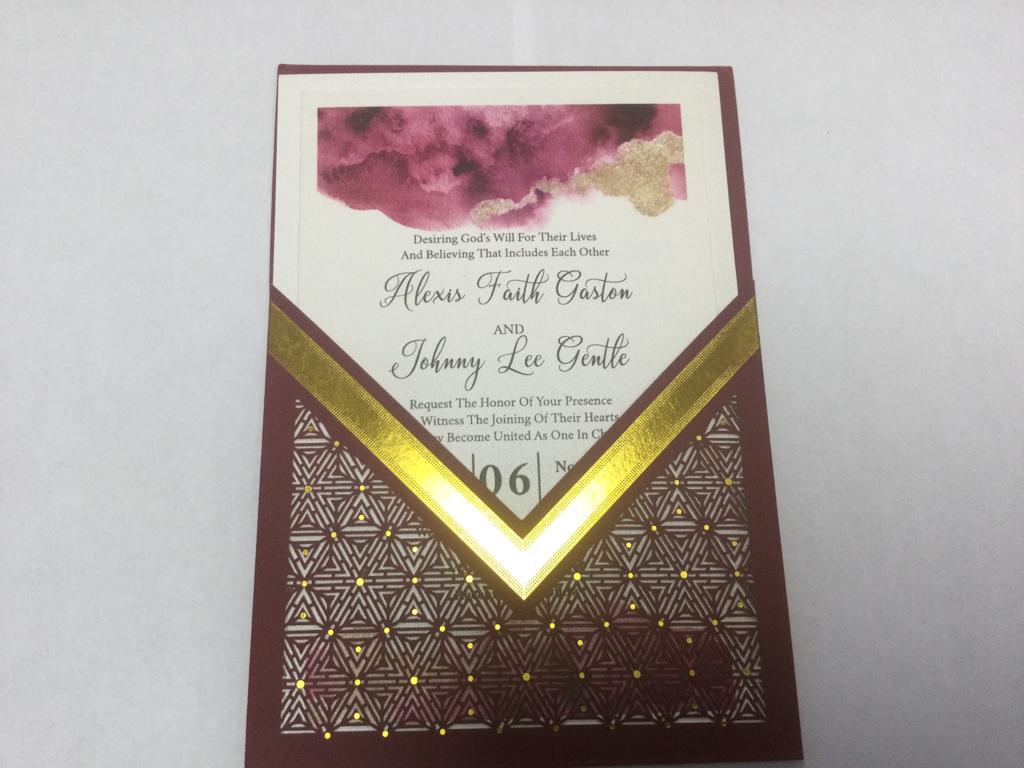 Desiring God's Will For Their Lives
And Believing That Includes Each Other
Alexis Faith Gaston
AND
Johnny Lee Gentle
Request The Honor Of Your Presence
Witness The Joining Of Their Hearts
Become United As One In
06